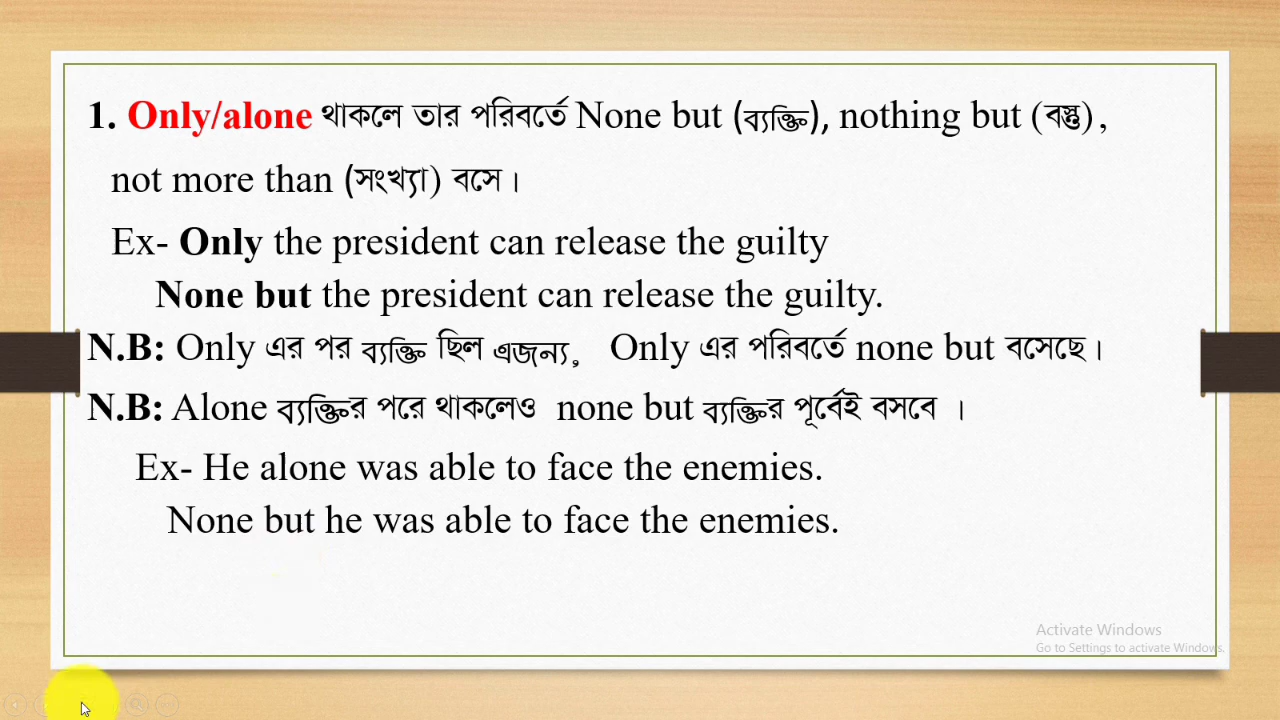 1. Only/alone থাকলে তার পরিবর্তে None but (ব্যক্তি), nothing but (বস্তু),
not more than (সংখ্যা) বসে।
Ex- Only the president can release the guilty
None but the president can release the guilty.
N.B: Only এর পর ব্যক্তি ছিল এজন্য, Only এর পরিবর্তে none but বসেছে।
N.B: Alone ব্যক্তির পরে থাকলেও none but ব্যক্তির পূর্বেই বসবে ।
Ex- He alone was able to face the enemies.
None but he was able to face the enemies.
Activate Windows
Go to Settings to activate Windows.